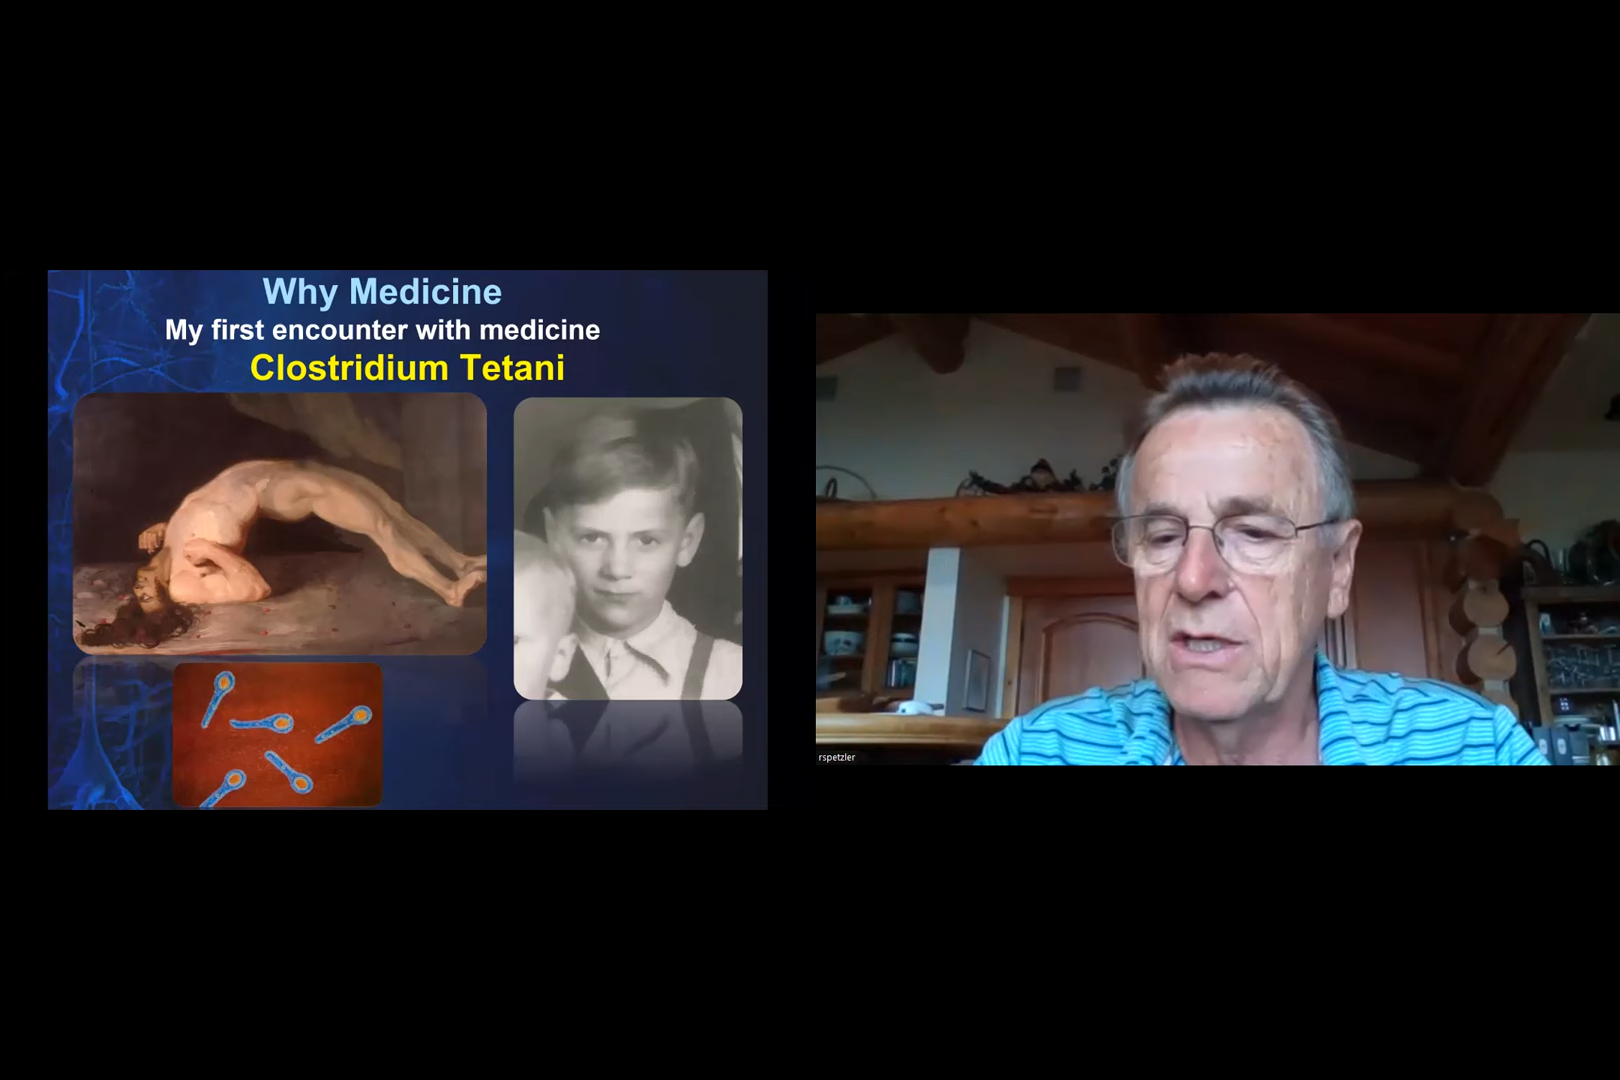 Why Medicine
My first encounter with medicine
Clostridium Tetani
rspetzler